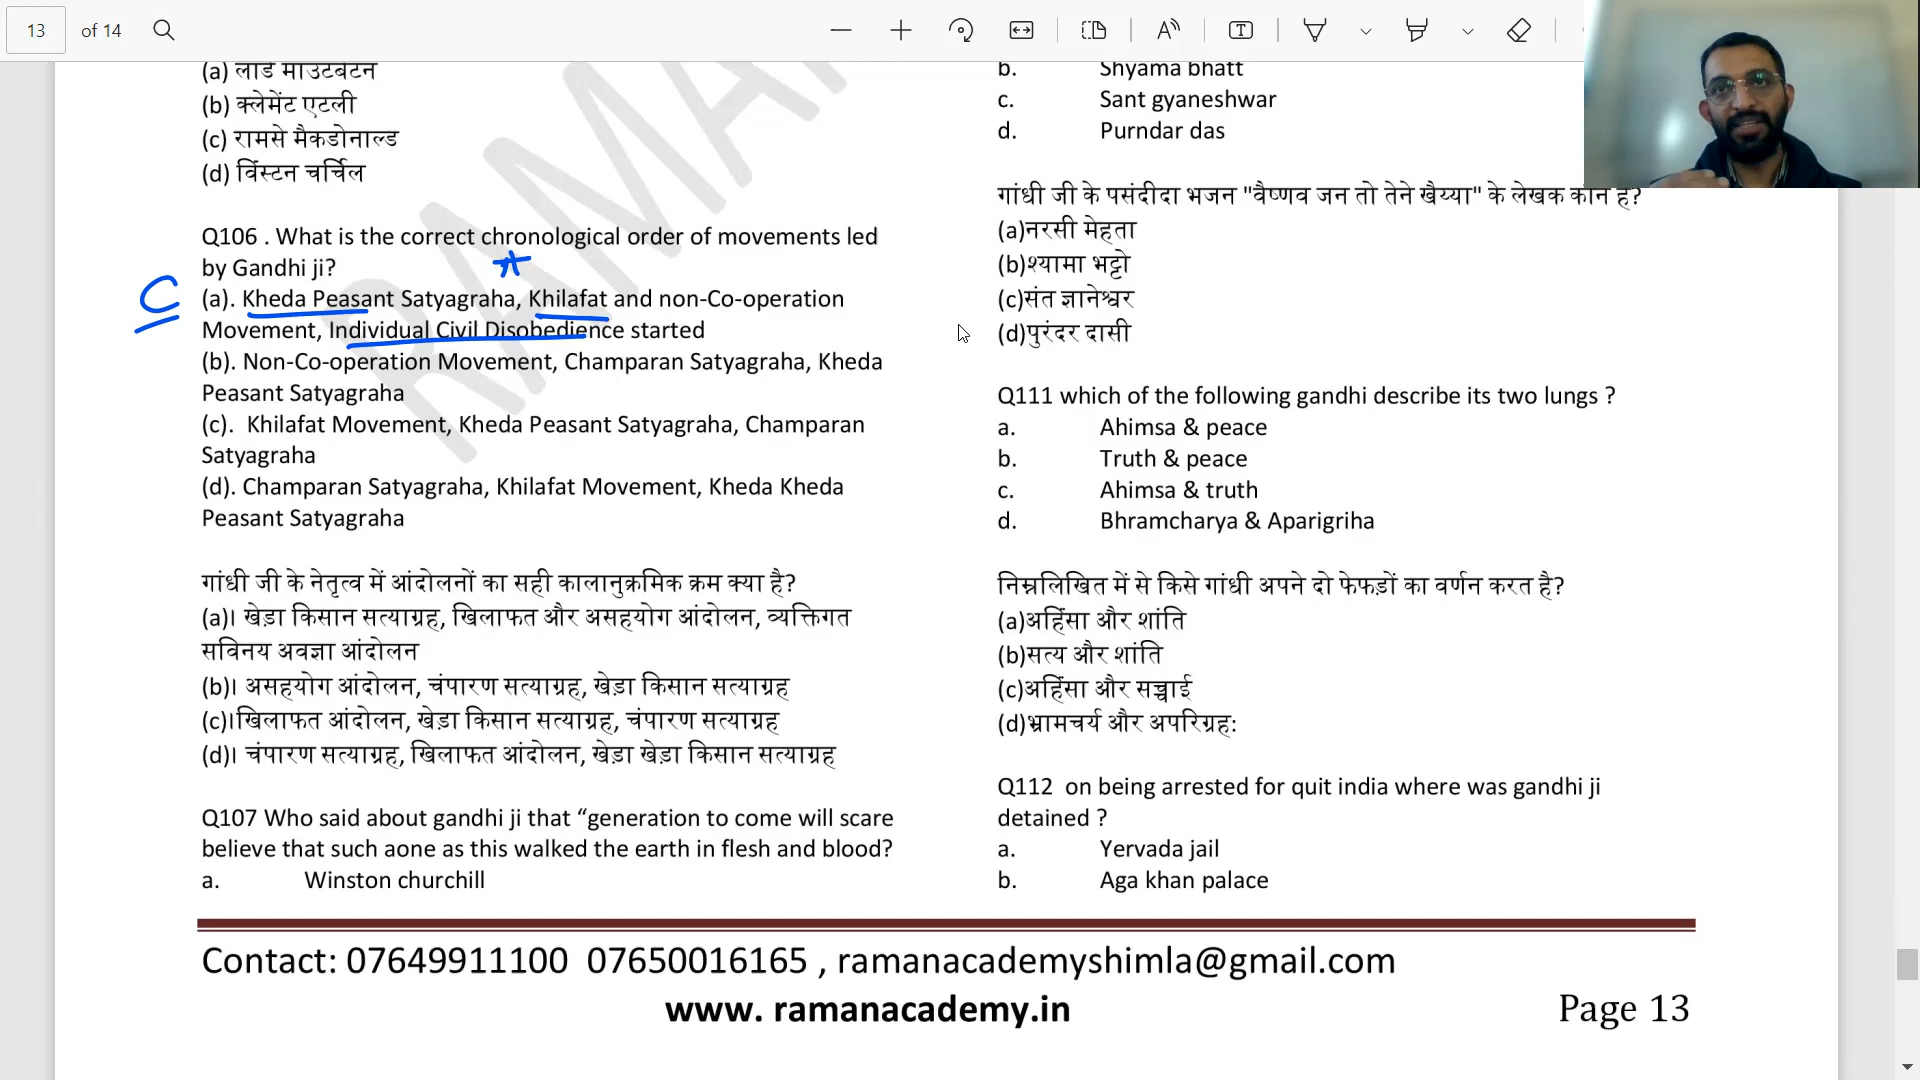 13 of 14
(a) लॉर्ड माउंटबेटन
(b) क्लेमेंट एटली
(c) रामसे मैकडोनाल्ड
(d) विंस्टन चर्चिल
Q106 . What is the correct chronological order of movements led
by Gandhi ji?
C
(a). Kheda Peasant Satyagraha, Khilafat and non-Co-operation
Movement, Individual Civil Disobedience started
(b). Non-Co-operation Movement, Champaran Satyagraha, Kheda
Peasant Satyagraha
(c). Khilafat Movement, Kheda Peasant Satyagraha, Champaran
Satyagraha
(d). Champaran Satyagraha, Khilafat Movement, Kheda Kheda
Peasant Satyagraha
गांधी जी के नेतृत्व में आंदोलनों का सही कालानुक्रमिक क्रम क्या है?
(a)। खेड़ा किसान सत्याग्रह, खिलाफत और असहयोग आंदोलन, व्यक्तिगत
सविनय अवज्ञा आंदोलन
(b)। असहयोग आंदोलन, चंपारण सत्याग्रह, खेड़ा किसान सत्याग्रह
(c)।खिलाफत आंदोलन, खेड़ा किसान सत्याग्रह, चंपारण सत्याग्रह
(d)। चंपारण सत्याग्रह, खिलाफत आंदोलन, खेड़ा खेड़ा किसान सत्याग्रह
Q107 Who said about gandhi ji that “generation to come will scare
believe that such aone as this walked the earth in flesh and blood?
a. Winston churchill
b. Shyama bhatt
c. Sant gyaneshwar
d. Purndar das
गांधी जी के पसंदीदा भजन "वैष्णव जन तो तेने खैय्या" के लेखक कौन है?
(a)नरसी मेहता
(b)श्यामा भट्टो
(c)संत ज्ञानेश्वर
(d)पुरंदर दासी
Q111 which of the following gandhi describe its two lungs ?
a. Ahimsa & peace
b. Truth & peace
c. Ahimsa & truth
d. Bhramcharya & Aparigriha
निम्नलिखित में से किसे गांधी अपने दो फेफड़ों का वर्णन करत है?
(a)अहिंसा और शांति
(b)सत्य और शांति
(c)अहिंसा और सच्चाई
(d)भ्रामचर्य और अपरिग्रह:
Q112 on being arrested for quit india where was gandhi ji
detained ?
a. Yervada jail
b. Aga khan palace
Contact: 07649911100 07650016165 , ramanacademyshimla@gmail.com
www. ramanacademy.in
Page 13